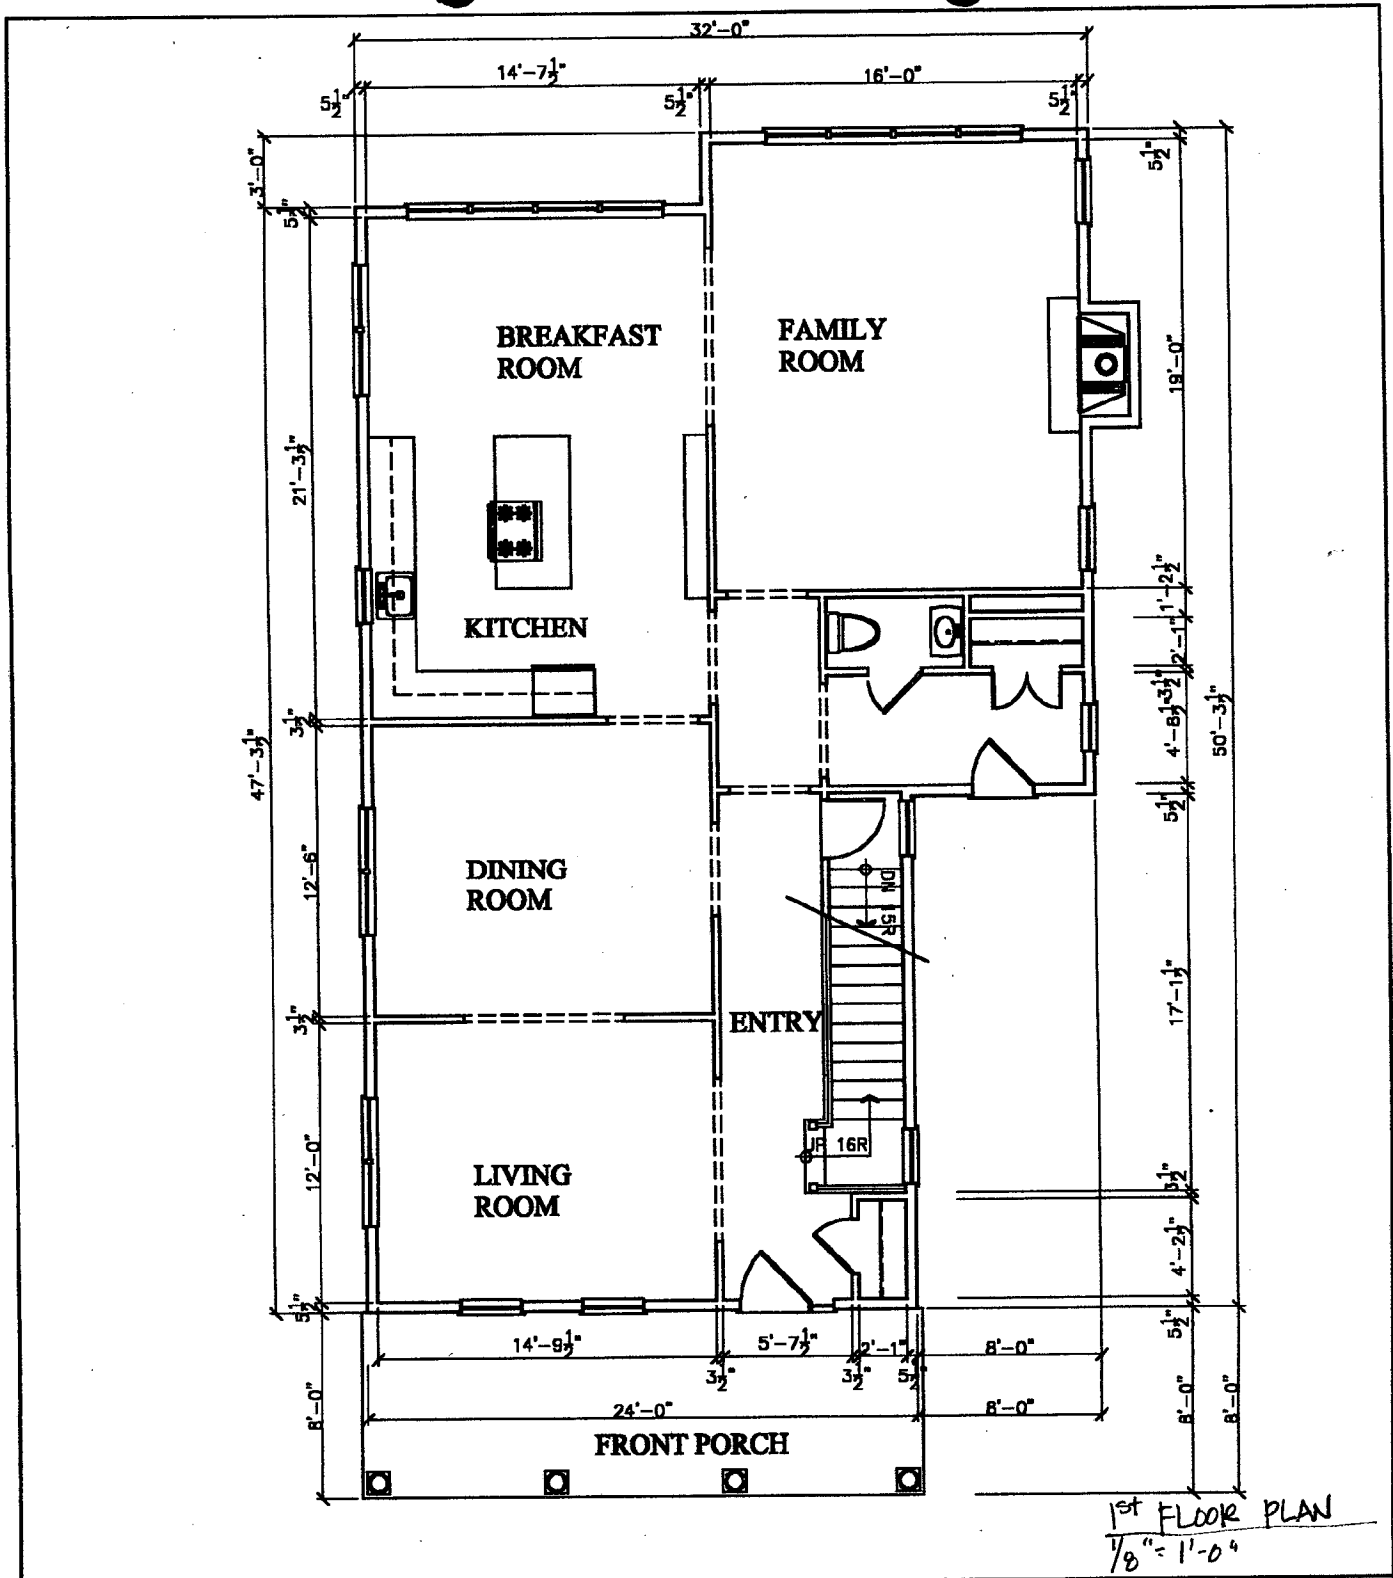 32'-0"
14'-7½"
16'-0"
5½"
5½"
5½"
3'-0"
5½"
5½"
BREAKFAST
ROOM
FAMILY
ROOM
19'-0"
21'-3½"
KITCHEN
1'-2½"
2'-1"
3½"
4'-8½"
50'-3½"
3½"
47'-3½"
5½"
DINING
ROOM
12'-6"
DN 15R
17'-1½"
3½"
ENTRY
UP 16R
12'-0"
LIVING
ROOM
3½"
4'-2½"
5½"
5½"
14'-9½"
5'-7½"
2'-1"
8'-0"
3½"
3½"
5½"
8'-0"
24'-0"
8'-0"
8'-0"
8'-0"
FRONT PORCH
1st FLOOR PLAN
1/8" = 1'-0"